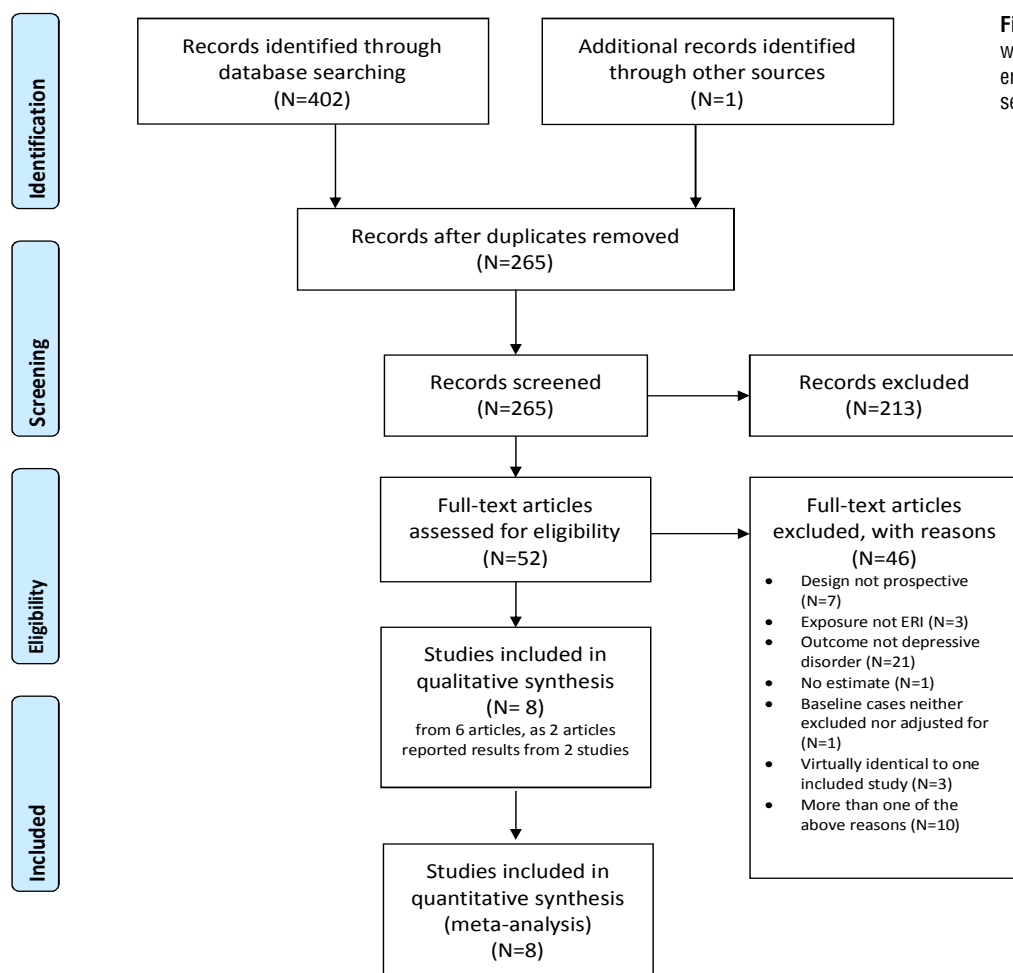 Records identified through
database searching
(N=402)
Additional records identified
through other sources
(N=1)
Identification
Records after duplicates removed
(N=265)
Screening
Records screened
(N=265)
Records excluded
(N=213)
Eligibility
Full-text articles
assessed for eligibility
(N=52)
Full-text articles
excluded, with reasons
(N=46)
• Design not prospective
(N=7)
• Exposure not ERI (N=3)
• Outcome not depressive
disorder (N=21)
• No estimate (N=1)
• Baseline cases neither
excluded nor adjusted for
(N=1)
• Virtually identical to one
included study (N=3)
• More than one of the
above reasons (N=10)
Studies included in
qualitative synthesis
(N= 8)
from 6 articles, as 2 articles
reported results from 2 studies
Included
Studies included in
quantitative synthesis
(meta-analysis)
(N=8)